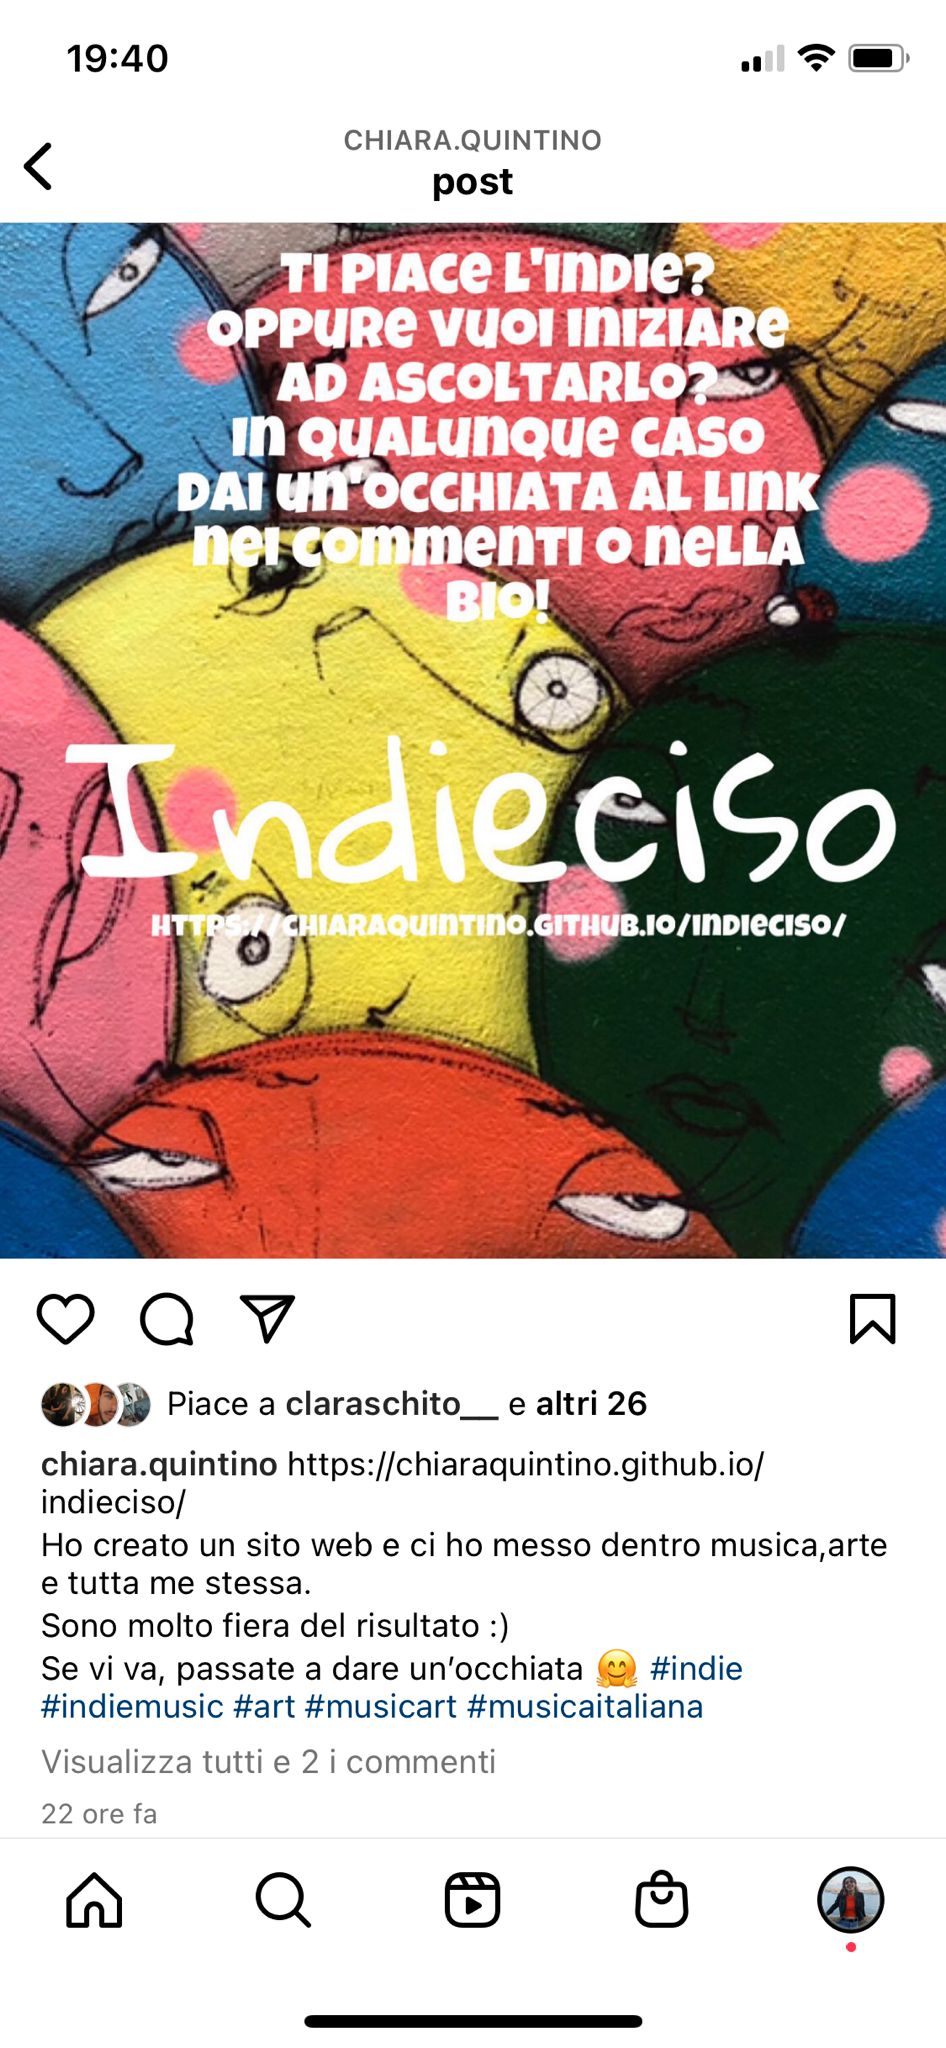 19:40
CHIARA.QUINTINO
post
TI PIACE L'INDIE?
OPPURE VUOI INIZIARE
AD ASCOLTARLO?
IN QUALUNQUE CASO
DAI UN'OCCHIATA AL LINK
NEI COMMENTI O NELLA
BIO!
Indieciso
HTTPS://CHIARAQUINTINO.GITHUB.IO/INDIECISO/
Piace a claraschito__ e altri 26
chiara.quintino https://chiaraquintino.github.io/
indieciso/
Ho creato un sito web e ci ho messo dentro musica,arte
e tutta me stessa.
Sono molto fiera del risultato :)
Se vi va, passate a dare un’occhiata 🤗 #indie
#indiemusic #art #musicart #musicaitaliana
Visualizza tutti e 2 i commenti
22 ore fa